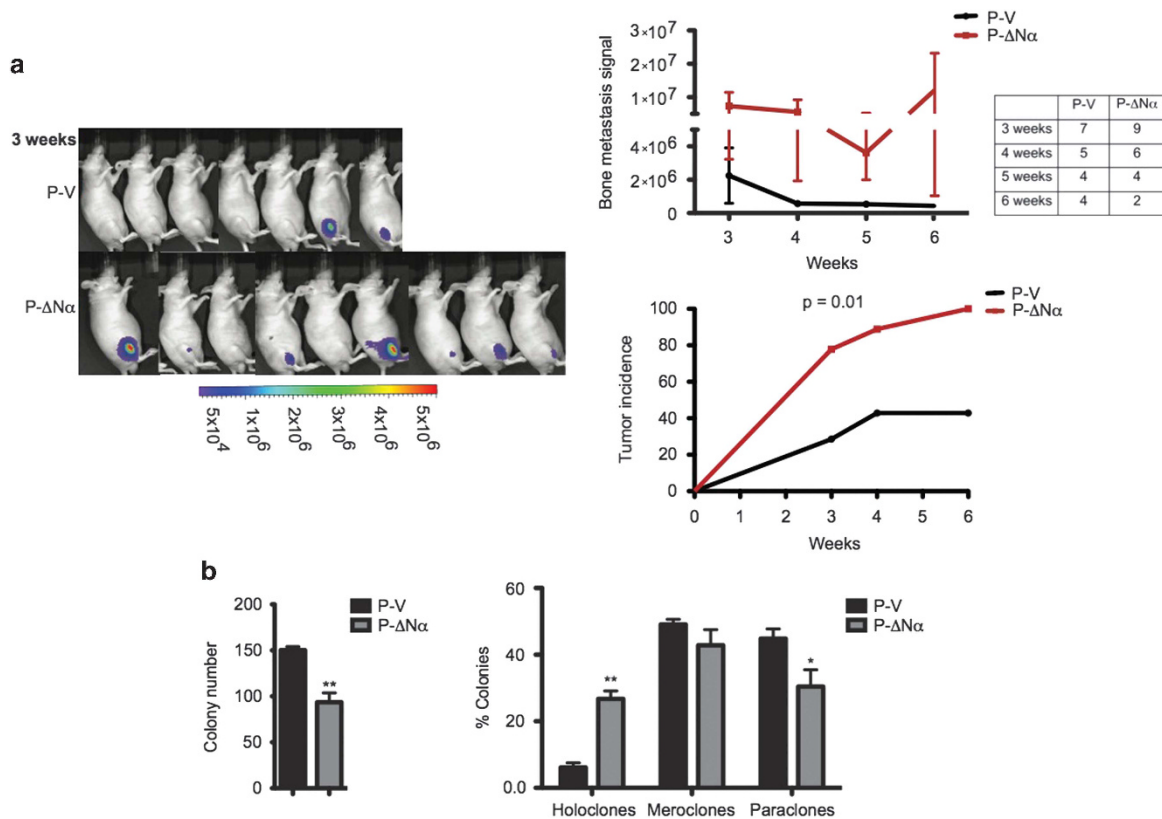 a
3 weeks
P-V
P-ΔNα
5x10⁴
1x10⁶
2x10⁶
3x10⁶
4x10⁶
5x10⁶
P-V
P-ΔNα
Bone metastasis signal
3×10⁷
2×10⁷
1×10⁷
4×10⁶
2×10⁶
0
3 4 5 6
Weeks
P-V P-ΔNα
3 weeks 7 9
4 weeks 5 6
5 weeks 4 4
6 weeks 4 2
p = 0.01
P-V
P-ΔNα
Tumor incidence
100
80
60
40
20
0
0 1 2 3 4 5 6
Weeks
b
P-V
P-ΔNα
Colony number
200
150
100
50
0
**
P-V
P-ΔNα
% Colonies
60
40
20
0.0
**
*
Holoclones Meroclones Paraclones